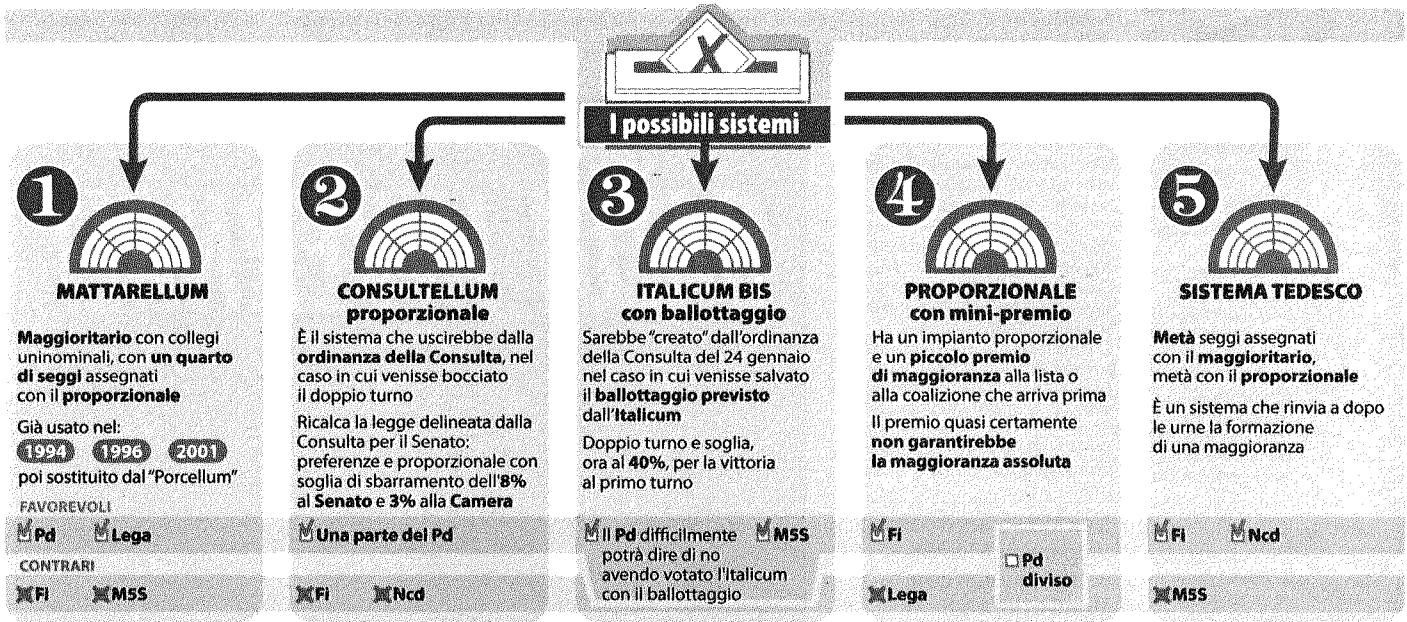 X
I possibili sistemi
1
MATTARELLUM
Maggioritario con collegi
uninominali, con un quarto
di seggi assegnati
con il proporzionale
Già usato nel:
1994 1996 2001
poi sostituito dal "Porcellum"
FAVOREVOLI
Pd Lega
CONTRARI
Fi M5S
2
CONSULTELLUM
proporzionale
È il sistema che uscirebbe dalla
ordinanza della Consulta, nel
caso in cui venisse bocciato
il doppio turno
Ricalca la legge delineata dalla
Consulta per il Senato:
preferenze e proporzionale con
soglia di sbarramento dell'8%
al Senato e 3% alla Camera
Una parte del Pd
Fi Ncd
3
ITALICUM BIS
con ballottaggio
Sarebbe "creato" dall'ordinanza
della Consulta del 24 gennaio
nel caso in cui venisse salvato
il ballottaggio previsto
dall'Italicum
Doppio turno e soglia,
ora al 40%, per la vittoria
al primo turno
Il Pd difficilmente
potrà dire di no
avendo votato l'Italicum
con il ballottaggio
M5S
4
PROPORZIONALE
con mini-premio
Ha un impianto proporzionale
e un piccolo premio
di maggioranza alla lista o
alla coalizione che arriva prima
Il premio quasi certamente
non garantirebbe
la maggioranza assoluta
Fi
Pd
diviso
Lega
5
SISTEMA TEDESCO
Metà seggi assegnati
con il maggioritario,
metà con il proporzionale
È un sistema che rinvia a dopo
le urne la formazione
di una maggioranza
Fi Ncd
M5S